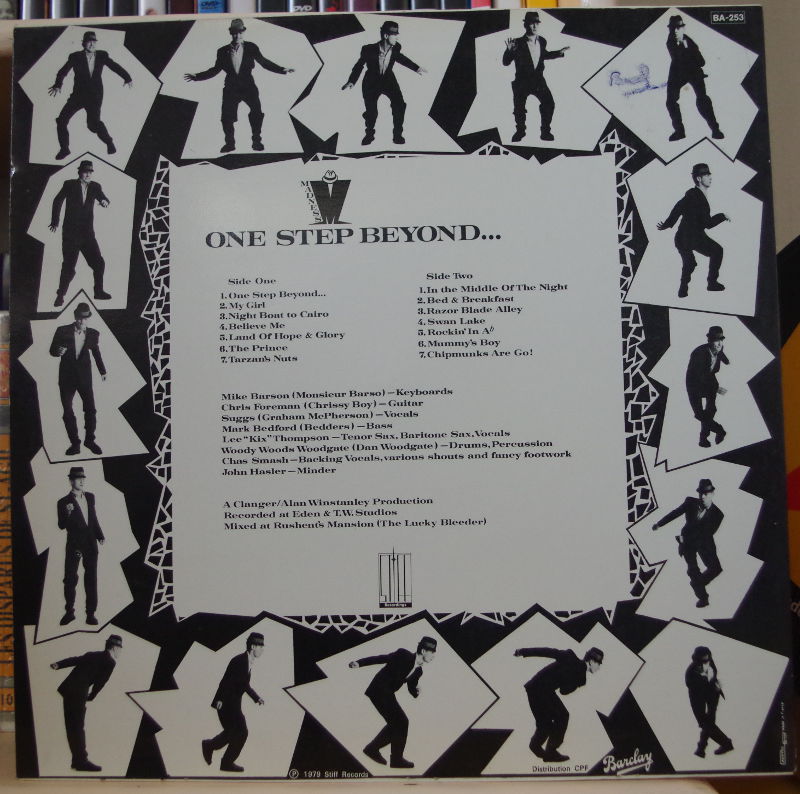 BA-253
MADNESS
ONE STEP BEYOND...
Side One
1. One Step Beyond...
2. My Girl
3. Night Boat to Cairo
4. Believe Me
5. Land Of Hope & Glory
6. The Prince
7. Tarzan's Nuts
Side Two
1. In the Middle Of The Night
2. Bed & Breakfast
3. Razor Blade Alley
4. Swan Lake
5. Rockin' In A♭
6. Mummy's Boy
7. Chipmunks Are Go!
Mike Barson (Monsieur Barso) – Keyboards
Chris Foreman (Chrissy Boy) – Guitar
Suggs (Graham McPherson) – Vocals
Mark Bedford (Bedders) – Bass
Lee "Kix" Thompson – Tenor Sax, Baritone Sax, Vocals
Woody Woods Woodgate (Dan Woodgate) – Drums, Percussion
Chas Smash – Backing Vocals, various shouts and fancy footwork
John Hasler – Minder
A Clanger/Alan Winstanley Production
Recorded at Eden & T.W. Studios
Mixed at Rushent's Mansion (The Lucky Bleeder)
STIFF
Recordings
Ⓟ 1979 Stiff Records
Distribution CPF
Barclay